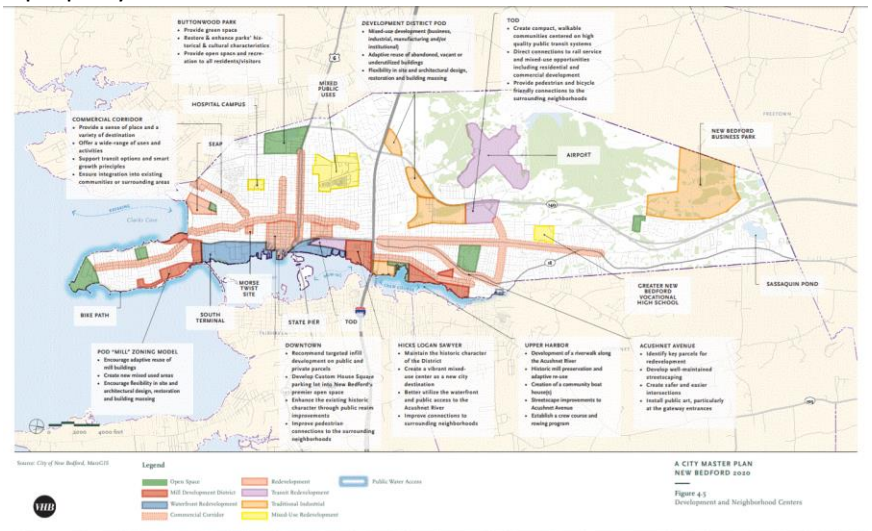 BUTTONWOOD PARK
• Provide green space
• Restore & enhance parks' his-
torical & cultural characteristics
• Provide open space and recre-
ation to all residents/visitors
DEVELOPMENT DISTRICT POD
• Mixed-use development (business,
industrial, manufacturing and/or
institutional)
• Adaptive reuse of abandoned, vacant or
underutilized buildings
• Flexibility in site and architectural design,
restoration and building massing
TOD
• Create compact, walkable
communities centered on high
quality public transit systems
• Direct connections to rail service
and mixed-use opportunities
including residential and
commercial development
• Provide pedestrian and bicycle
friendly connections to the
surrounding neighborhoods
6
MIXED
PUBLIC
USES
HOSPITAL CAMPUS
COMMERCIAL CORRIDOR
• Provide a sense of place and a
variety of destination
• Offer a wide-range of uses and
activities
• Support transit options and smart
growth principles
• Ensure integration into existing
communities or surrounding areas
SEAP
FREETOWN
NEW BEDFORD
BUSINESS PARK
AIRPORT
140
Clarks Cove
18
MORSE
TWIST
SITE
GREATER NEW
BEDFORD
VOCATIONAL
HIGH SCHOOL
SASSAQUIN POND
BIKE PATH
SOUTH
TERMINAL
STATE PIER
TOD
POD "MILL" ZONING MODEL
• Encourage adaptive reuse of
mill buildings
• Create new mixed used areas
• Encourage flexibility in site and
architectural design, restoration
and building massing
DOWNTOWN
• Recommend targeted infill
development on public and
private parcels
• Develop Custom House Square
parking lot into New Bedford's
premier open space
• Enhance the existing historic
character through public realm
improvements
• Improve pedestrian
connections to the surrounding
neighborhoods
HICKS LOGAN SAWYER
• Maintain the historic character
of the District
• Create a vibrant mixed-
use center as a new city
destination
• Better utilize the waterfront
and public access to the
Acushnet River
• Improve connections to
surrounding neighborhoods
UPPER HARBOR
• Development of a riverwalk along
the Acushnet River
• Historic mill preservation and
adaptive re-use
• Creation of a community boat
house(s)
• Streetscape improvements to
Acushnet Avenue
• Establish a crew course and
rowing program
ACUSHNET AVENUE
• Identify key parcels for
redevelopment
• Develop well-maintained
streetscaping
• Create safer and easier
intersections
• Install public art, particularly
at the gateway entrances
0 2000 4000 feet
Source: City of New Bedford, MassGIS
VHB
Legend
Open Space
Mill Development District
Waterfront Redevelopment
Commercial Corridor
Redevelopment
Transit Redevelopment
Traditional Industrial
Mixed-Use Redevelopment
Public Water Access
A CITY MASTER PLAN
NEW BEDFORD 2020
Figure 4.5
Development and Neighborhood Centers